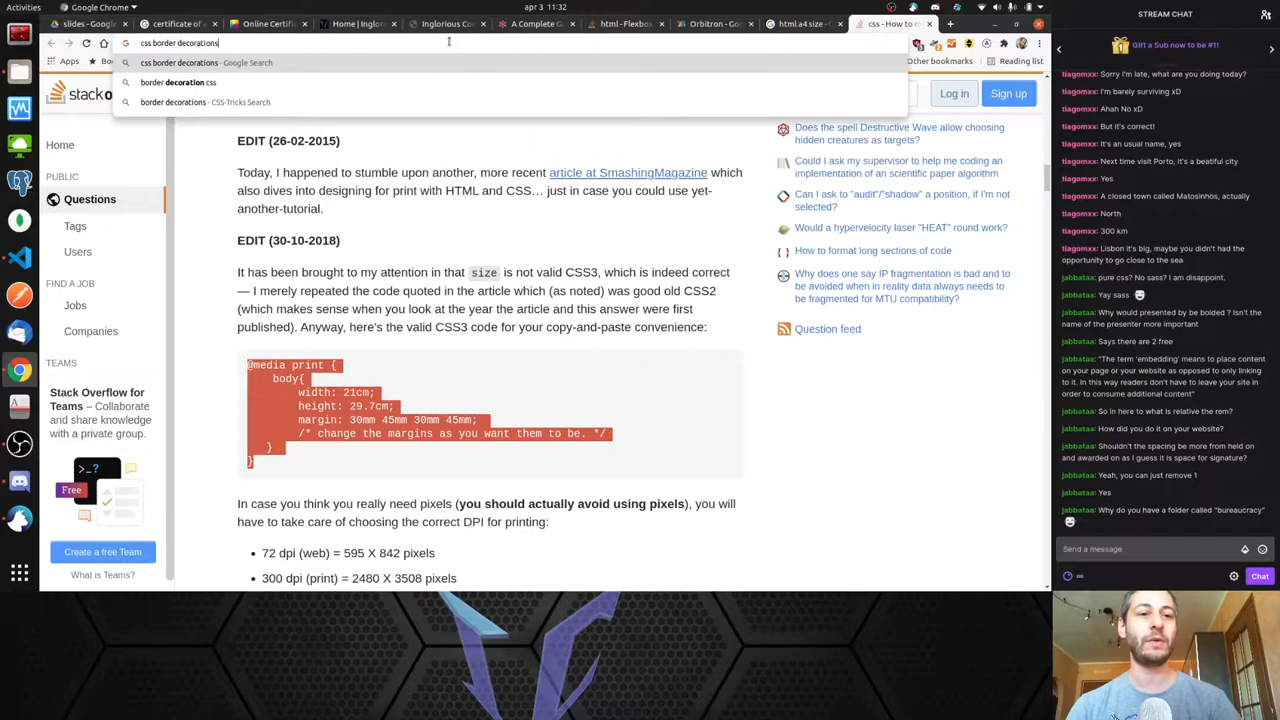 Activities
Google Chrome
apr 3 11:32
STREAM CHAT
Google Slides
certificate of e
Online Certific
Home | Inglori
Inglorious Co
A Complete G
html - Flexbox
Orbitron - Goo
html a4 size - G
css - How to m
css border decorations
Gift a Sub now to be #1!
css border decorations - Google Search
border decoration css
border decorations - CSS-Tricks Search
Apps
Other bookmarks
Reading list
Log in
Sign up
Home
PUBLIC
Questions
Tags
Users
FIND A JOB
Jobs
Companies
TEAMS
Stack Overflow for
Teams – Collaborate
and share knowledge
with a private group.
>_?
Free
Create a free Team
What is Teams?
EDIT (26-02-2015)
Today, I happened to stumble upon another, more recent article at SmashingMagazine which
also dives into designing for print with HTML and CSS… just in case you could use yet-
another-tutorial.
EDIT (30-10-2018)
It has been brought to my attention in that size is not valid CSS3, which is indeed correct
— I merely repeated the code quoted in the article which (as noted) was good old CSS2
(which makes sense when you look at the year the article and this answer were first
published). Anyway, here's the valid CSS3 code for your copy-and-paste convenience:
@media print {
body{
width: 21cm;
height: 29.7cm;
margin: 30mm 45mm 30mm 45mm;
/* change the margins as you want them to be. */
}
}
In case you think you really need pixels (you should actually avoid using pixels), you will
have to take care of choosing the correct DPI for printing:
• 72 dpi (web) = 595 X 842 pixels
• 300 dpi (print) = 2480 X 3508 pixels
Does the spell Destructive Wave allow choosing
hidden creatures as targets?
Could I ask my supervisor to help me coding an
implementation of an scientific paper algorithm
Can I ask to "audit"/"shadow" a position, if I'm not
selected?
Would a hypervelocity laser "HEAT" round work?
How to format long sections of code
Why does one say IP fragmentation is bad and to
be avoided when in reality data always needs to
be fragmented for MTU compatibility?
Question feed
tiagomxx: Sorry I'm late, what are you doing today?
tiagomxx: I'm barely surviving xD
tiagomxx: Ahah No xD
tiagomxx: But it's correct!
tiagomxx: It's an usual name, yes
tiagomxx: Next time visit Porto, it's a beatiful city
tiagomxx: Yes
tiagomxx: A closed town called Matosinhos, actually
tiagomxx: North
tiagomxx: 300 km
tiagomxx: Lisbon it's big, maybe you didn't had the
opportunity to go close to the sea
jabbataa: pure css? No sass? I am disapoint.
jabbataa: Yay sass
jabbataa: Why would presented by be bolded ? Isn't the
name of the presenter more important
jabbataa: Says there are 2 free
jabbataa: "The term 'embedding" means to place content
on your page or your website as opposed to only linking
to it. In this way readers don't have to leave your site in
order to consume additional content"
jabbataa: So in here to what is relative the rem?
jabbataa: How did you do it on your website?
jabbataa: Shouldn't the spacing be more from held on
and awarded on as I guess it is space for signature?
jabbataa: Yeah, you can just remove 1
jabbataa: Yes
jabbataa: Why do you have a folder called "bureaucracy"
Send a message
Chat